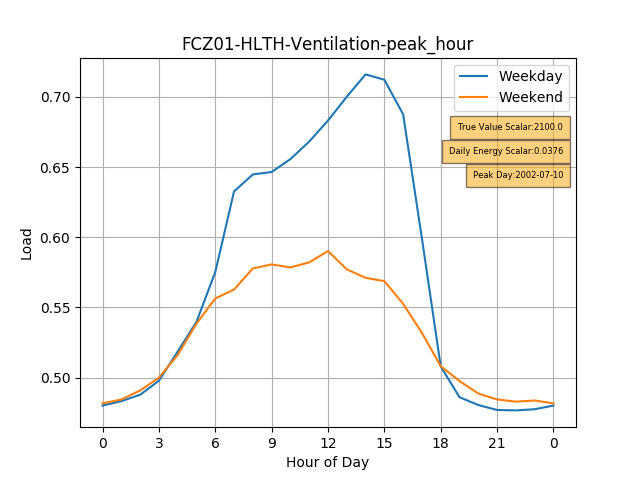 FCZ01-HLTH-Ventilation-peak_hour
Weekday
Weekend
True Value Scalar:2100.0
Daily Energy Scalar:0.0376
Peak Day:2002-07-10
Load
0.70
0.65
0.60
0.55
0.50
0 3 6 9 12 15 18 21 0
Hour of Day